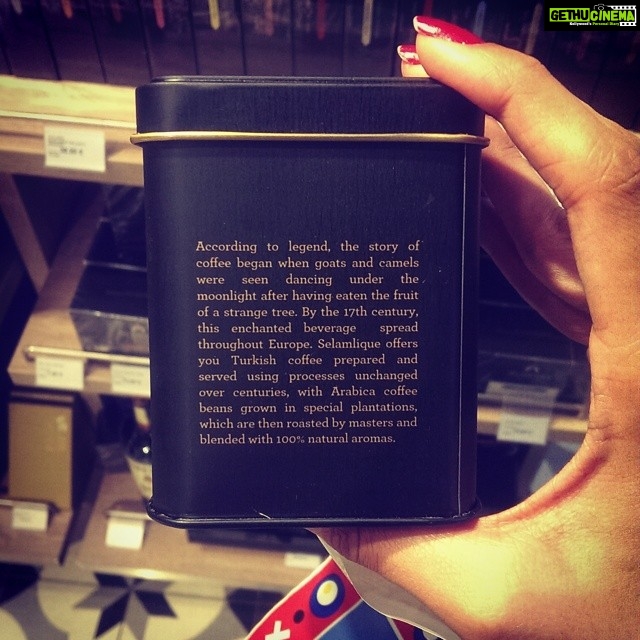 GETHUCINEMA
According to legend, the story of
coffee began when goats and camels
were seen dancing under the
moonlight after having eaten the fruit
of a strange tree. By the 17th century,
this enchanted beverage spread
throughout Europe. Selamlique offers
you Turkish coffee prepared and
served using processes unchanged
over centuries, with Arabica coffee
beans grown in special plantations,
which are then roasted by masters and
blended with 100% natural aromas.